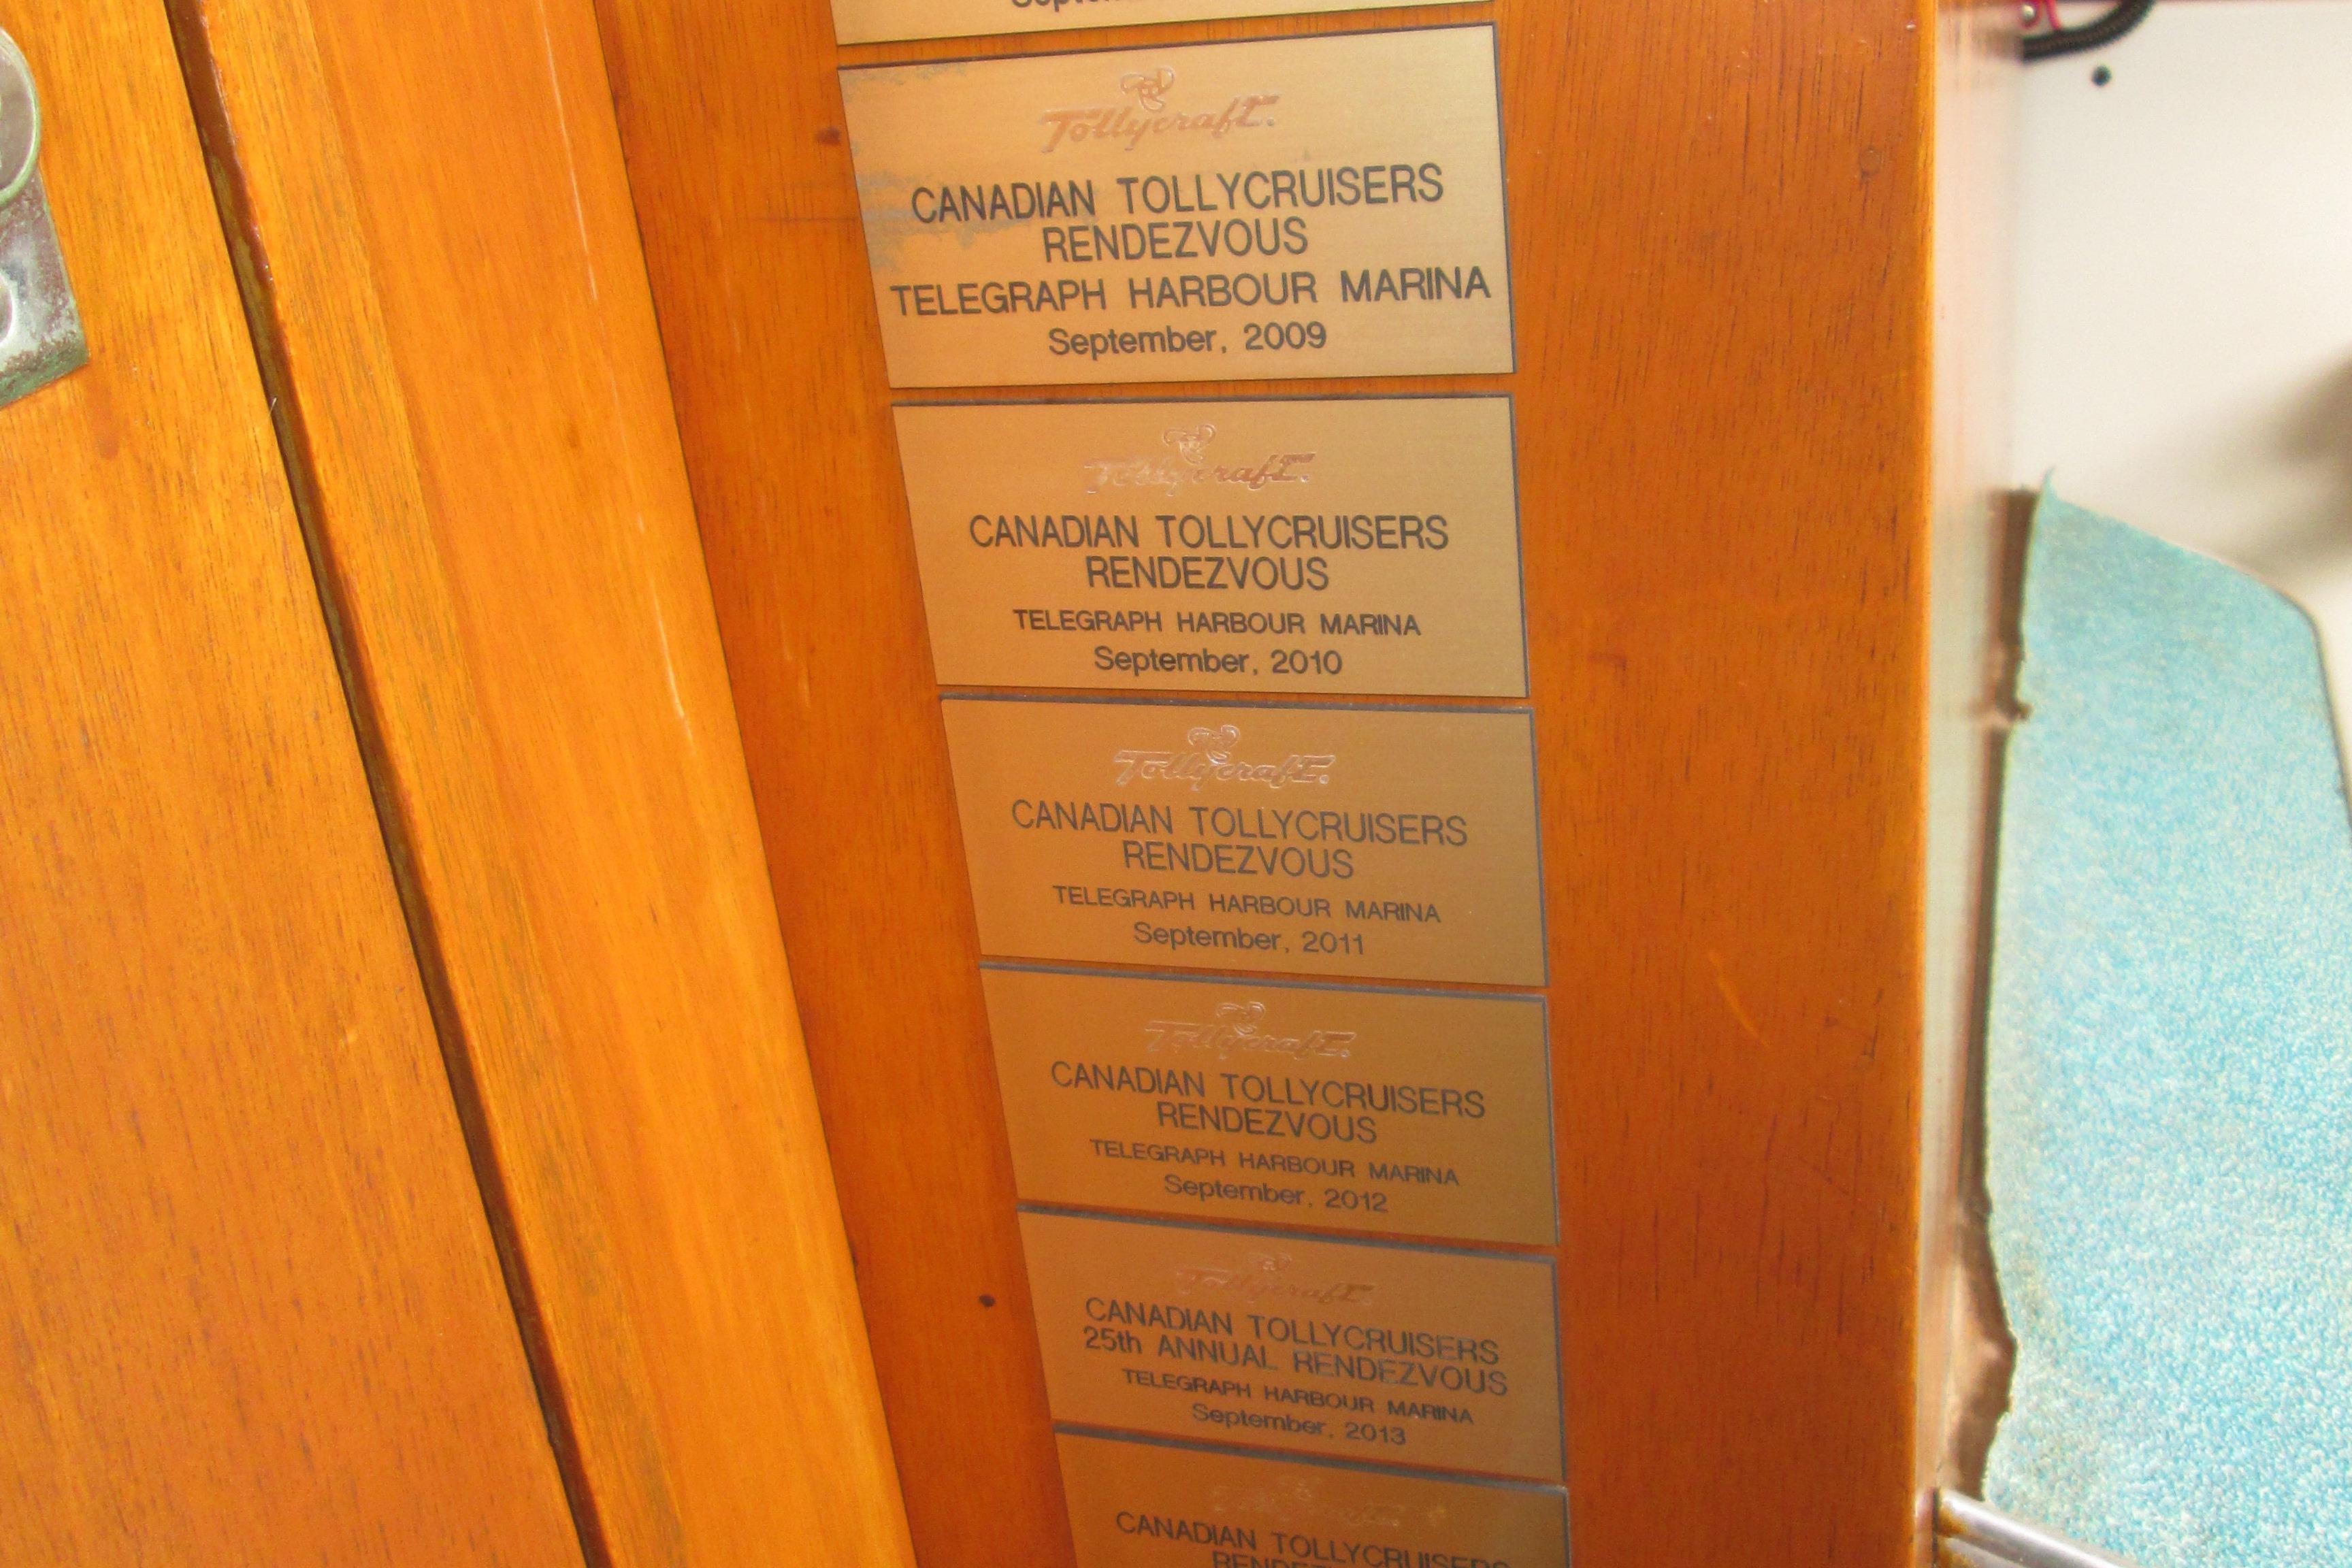 Tollycraft.
CANADIAN TOLLYCRUISERS
RENDEZVOUS
TELEGRAPH HARBOUR MARINA
September, 2009
Tollycraft.
CANADIAN TOLLYCRUISERS
RENDEZVOUS
TELEGRAPH HARBOUR MARINA
September, 2010
Tollycraft.
CANADIAN TOLLYCRUISERS
RENDEZVOUS
TELEGRAPH HARBOUR MARINA
September, 2011
Tollycraft.
CANADIAN TOLLYCRUISERS
RENDEZVOUS
TELEGRAPH HARBOUR MARINA
September, 2012
Tollycraft.
CANADIAN TOLLYCRUISERS
25th ANNUAL RENDEZVOUS
TELEGRAPH HARBOUR MARINA
September, 2013
CANADIAN TOLLYCRUISERS